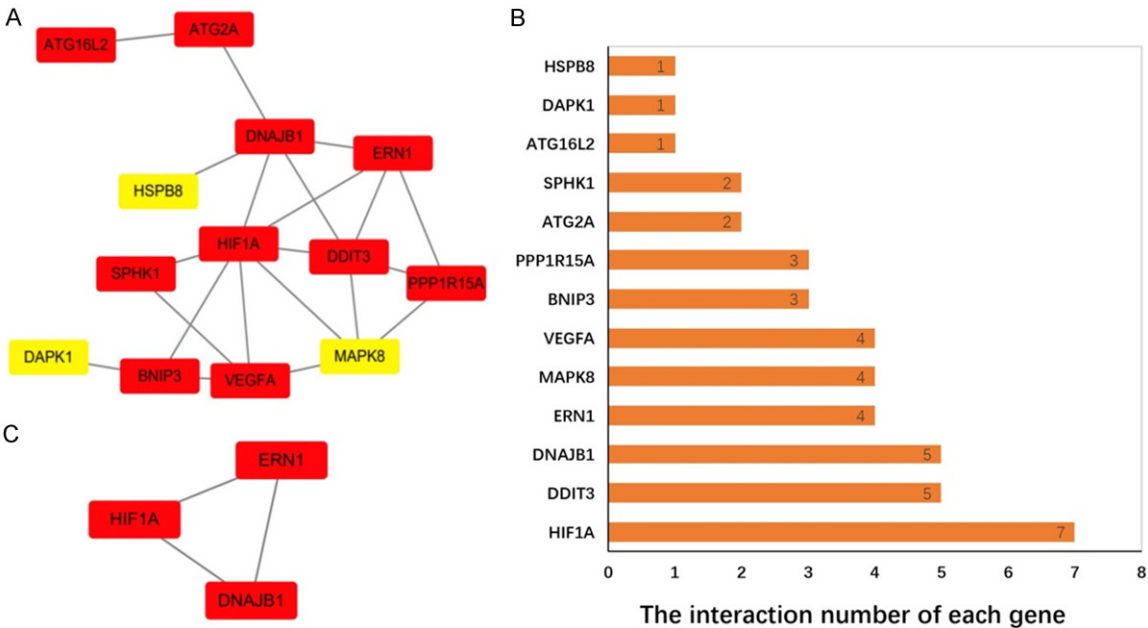 A
ATG16L2
ATG2A
DNAJB1
ERN1
HSPB8
HIF1A
DDIT3
SPHK1
PPP1R15A
DAPK1
BNIP3
VEGFA
MAPK8
B
HSPB8 1
DAPK1 1
ATG16L2 1
SPHK1 2
ATG2A 2
PPP1R15A 3
BNIP3 3
VEGFA 4
MAPK8 4
ERN1 4
DNAJB1 5
DDIT3 5
HIF1A 7
0 1 2 3 4 5 6 7 8
The interaction number of each gene
C
ERN1
HIF1A
DNAJB1